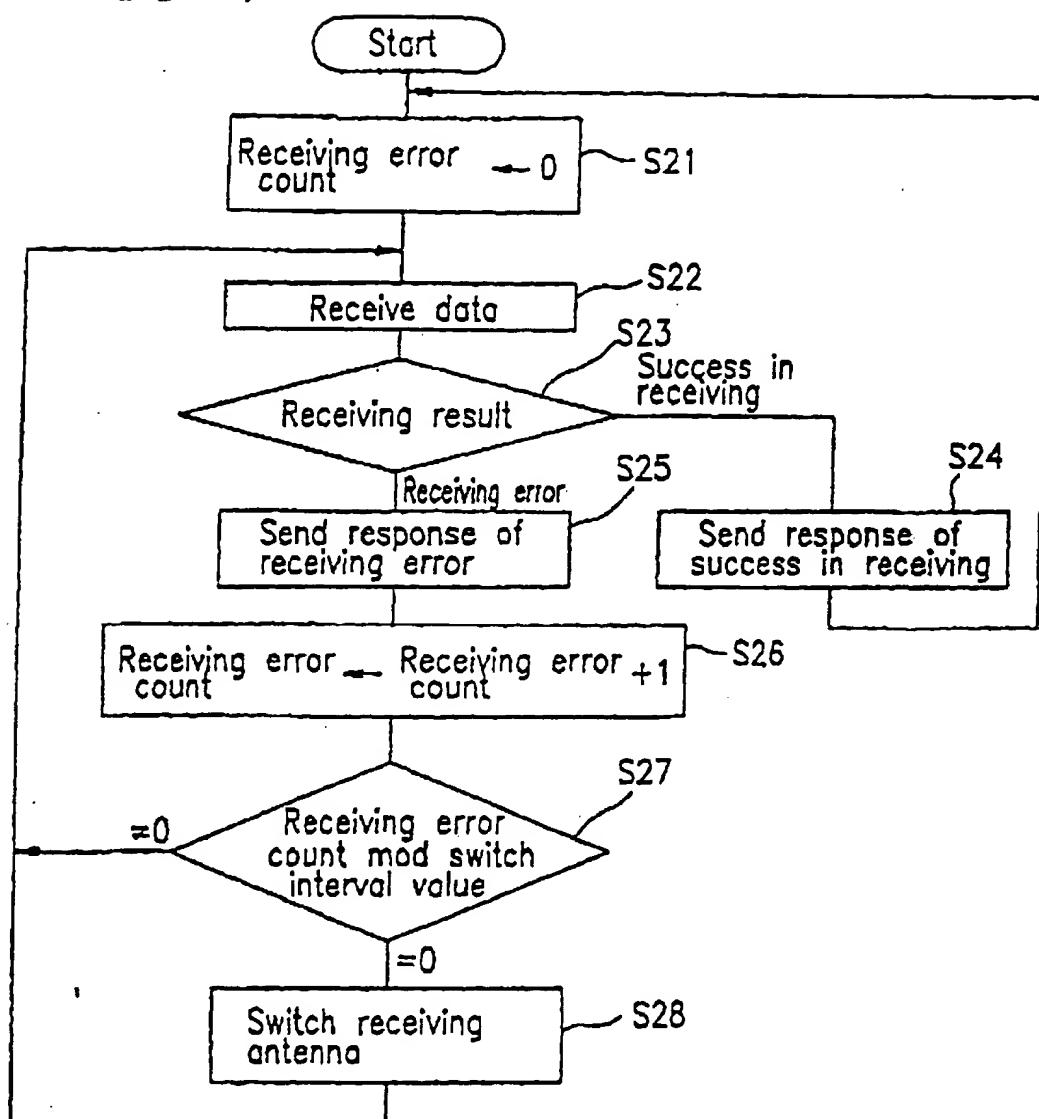 Start
Receiving error
count ← 0
S21
Receive data
S22
S23
Success in
receiving
Receiving result
Receiving error
S25
Send response of
receiving error
S24
Send response of
success in receiving
Receiving error ← Receiving error +1
count count
S26
S27
Receiving error
count mod switch
interval value
≠0
=0
Switch receiving
antenna
S28